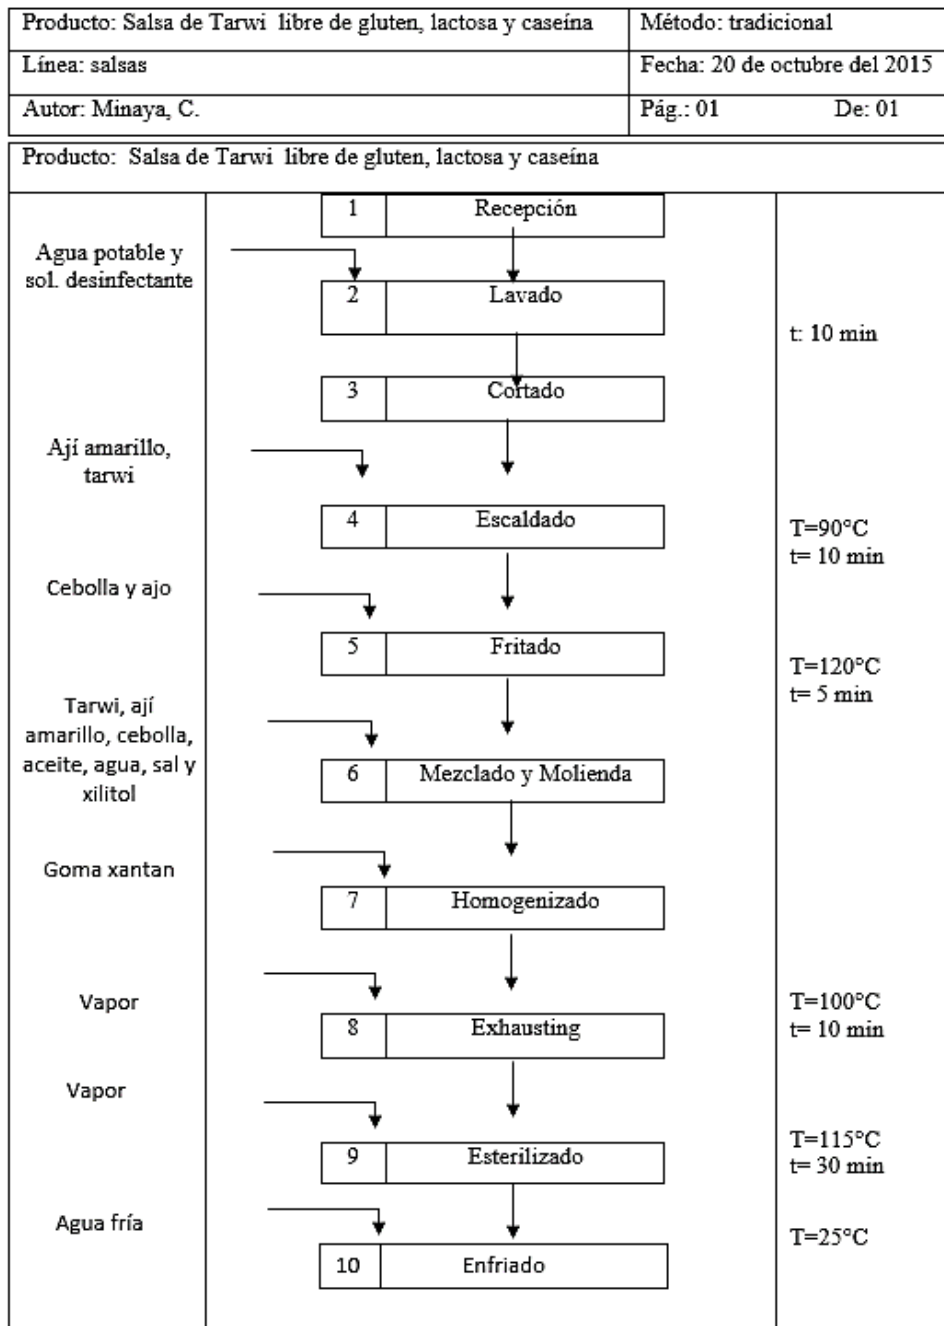 Producto: Salsa de Tarwi libre de gluten, lactosa y caseína
Método: tradicional
Línea: salsas
Fecha: 20 de octubre del 2015
Autor: Minaya, C.
Pág.: 01 De: 01
Producto: Salsa de Tarwi libre de gluten, lactosa y caseína
1 Recepción
Agua potable y
sol. desinfectante
2 Lavado
t: 10 min
3 Cortado
Ají amarillo,
tarwi
4 Escaldado
T=90°C
t= 10 min
Cebolla y ajo
5 Fritado
T=120°C
t= 5 min
Tarwi, ají
amarillo, cebolla,
aceite, agua, sal y
xilitol
6 Mezclado y Molienda
Goma xantan
7 Homogenizado
Vapor
8 Exhausting
T=100°C
t= 10 min
Vapor
9 Esterilizado
T=115°C
t= 30 min
Agua fría
10 Enfriado
T=25°C